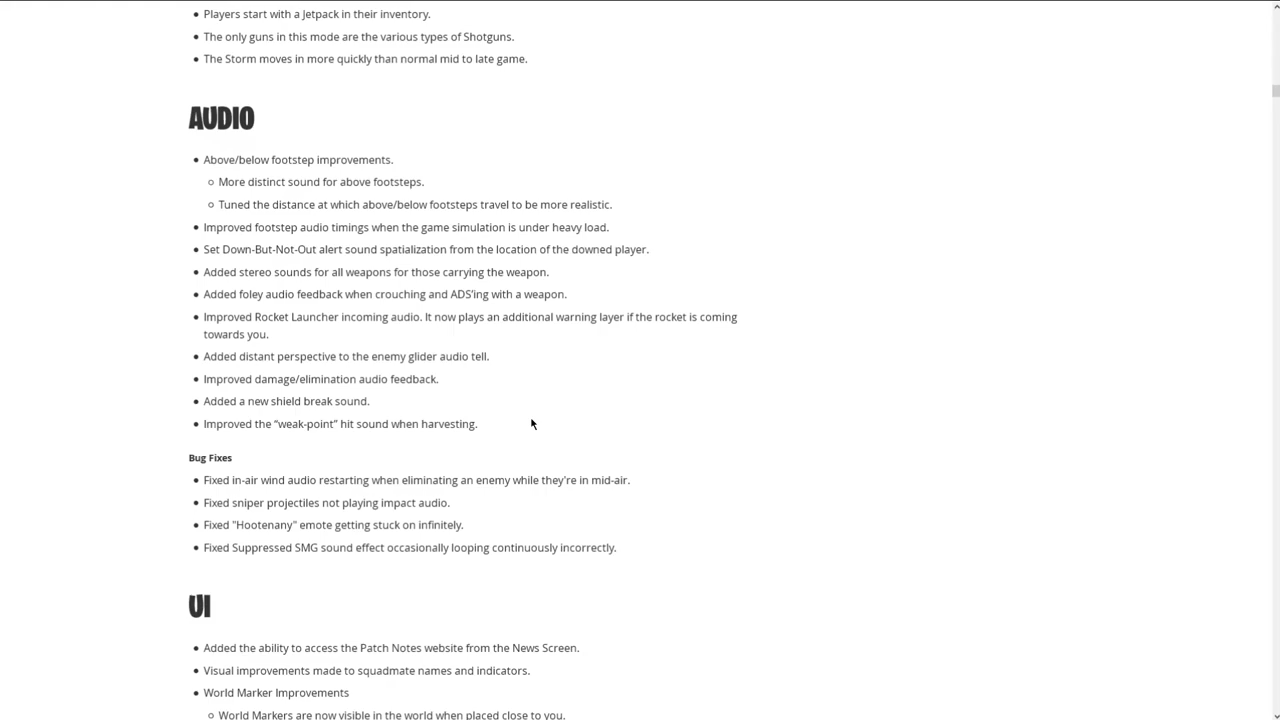 Players start with a Jetpack in their inventory.
The only guns in this mode are the various types of Shotguns.
The Storm moves in more quickly than normal mid to late game.
AUDIO
Above/below footstep improvements.
More distinct sound for above footsteps.
Tuned the distance at which above/below footsteps travel to be more realistic.
Improved footstep audio timings when the game simulation is under heavy load.
Set Down-But-Not-Out alert sound spatialization from the location of the downed player.
Added stereo sounds for all weapons for those carrying the weapon.
Added foley audio feedback when crouching and ADS’ing with a weapon.
Improved Rocket Launcher incoming audio. It now plays an additional warning layer if the rocket is coming
towards you.
Added distant perspective to the enemy glider audio tell.
Improved damage/elimination audio feedback.
Added a new shield break sound.
Improved the “weak-point” hit sound when harvesting.
Bug Fixes
Fixed in-air wind audio restarting when eliminating an enemy while they're in mid-air.
Fixed sniper projectiles not playing impact audio.
Fixed "Hootenany" emote getting stuck on infinitely.
Fixed Suppressed SMG sound effect occasionally looping continuously incorrectly.
UI
Added the ability to access the Patch Notes website from the News Screen.
Visual improvements made to squadmate names and indicators.
World Marker Improvements
World Markers are now visible in the world when placed close to you.